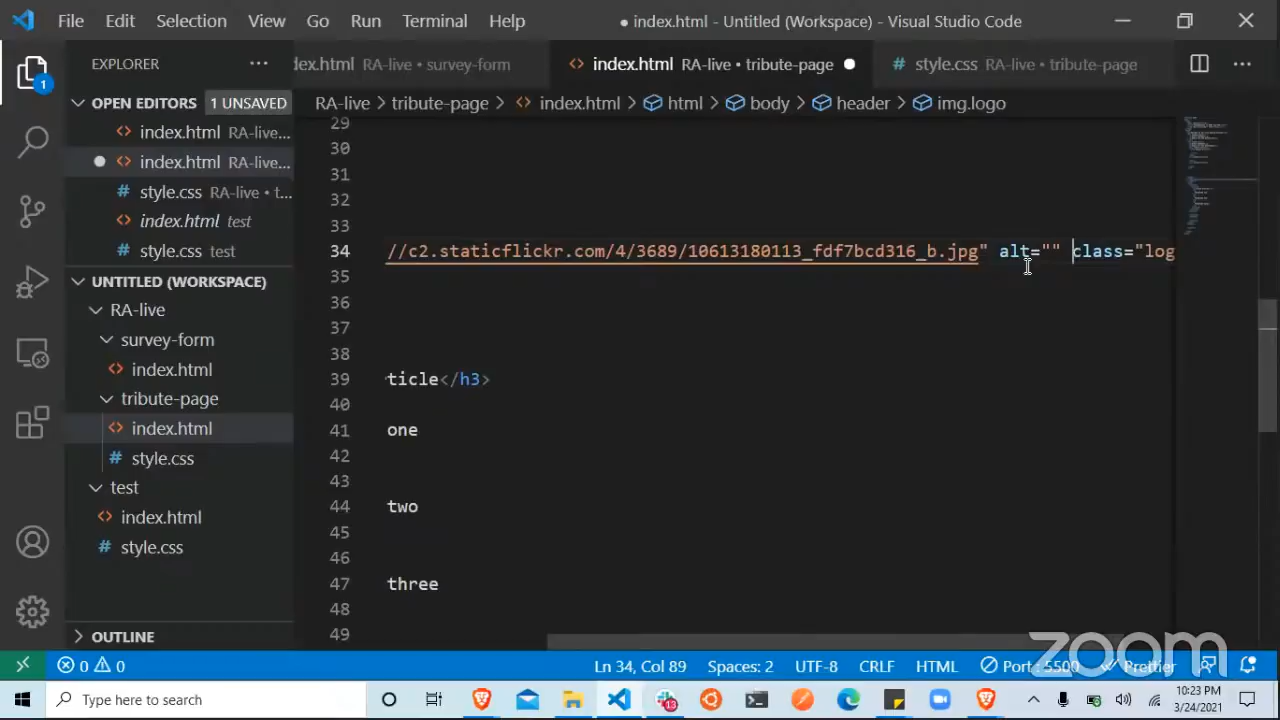 File Edit Selection View Go Run Terminal Help ● index.html - Untitled (Workspace) - Visual Studio Code
EXPLORER ···
dex.html RA-live • survey-form
<> index.html RA-live • tribute-page ●
# style.css RA-live • tribute-page
1
OPEN EDITORS 1 UNSAVED
RA-live > tribute-page > <> index.html > html > body > header > img.logo
<> index.html RA-live...
● <> index.html RA-live...
# style.css RA-live • t...
<> index.html test
# style.css test
UNTITLED (WORKSPACE)
RA-live
survey-form
<> index.html
tribute-page
<> index.html
# style.css
test
<> index.html
# style.css
OUTLINE
29
30
31
32
33
34 //c2.staticflickr.com/4/3689/10613180113_fdf7bcd316_b.jpg" alt="" class="log
35
36
37
38
39 ticle</h3>
40
41 one
42
43
44 two
45
46
47 three
48
49
zoom
0 0 Ln 34, Col 89 Spaces: 2 UTF-8 CRLF HTML Port : 5500 Prettier
Type here to search
13
10:23 PM
3/24/2021